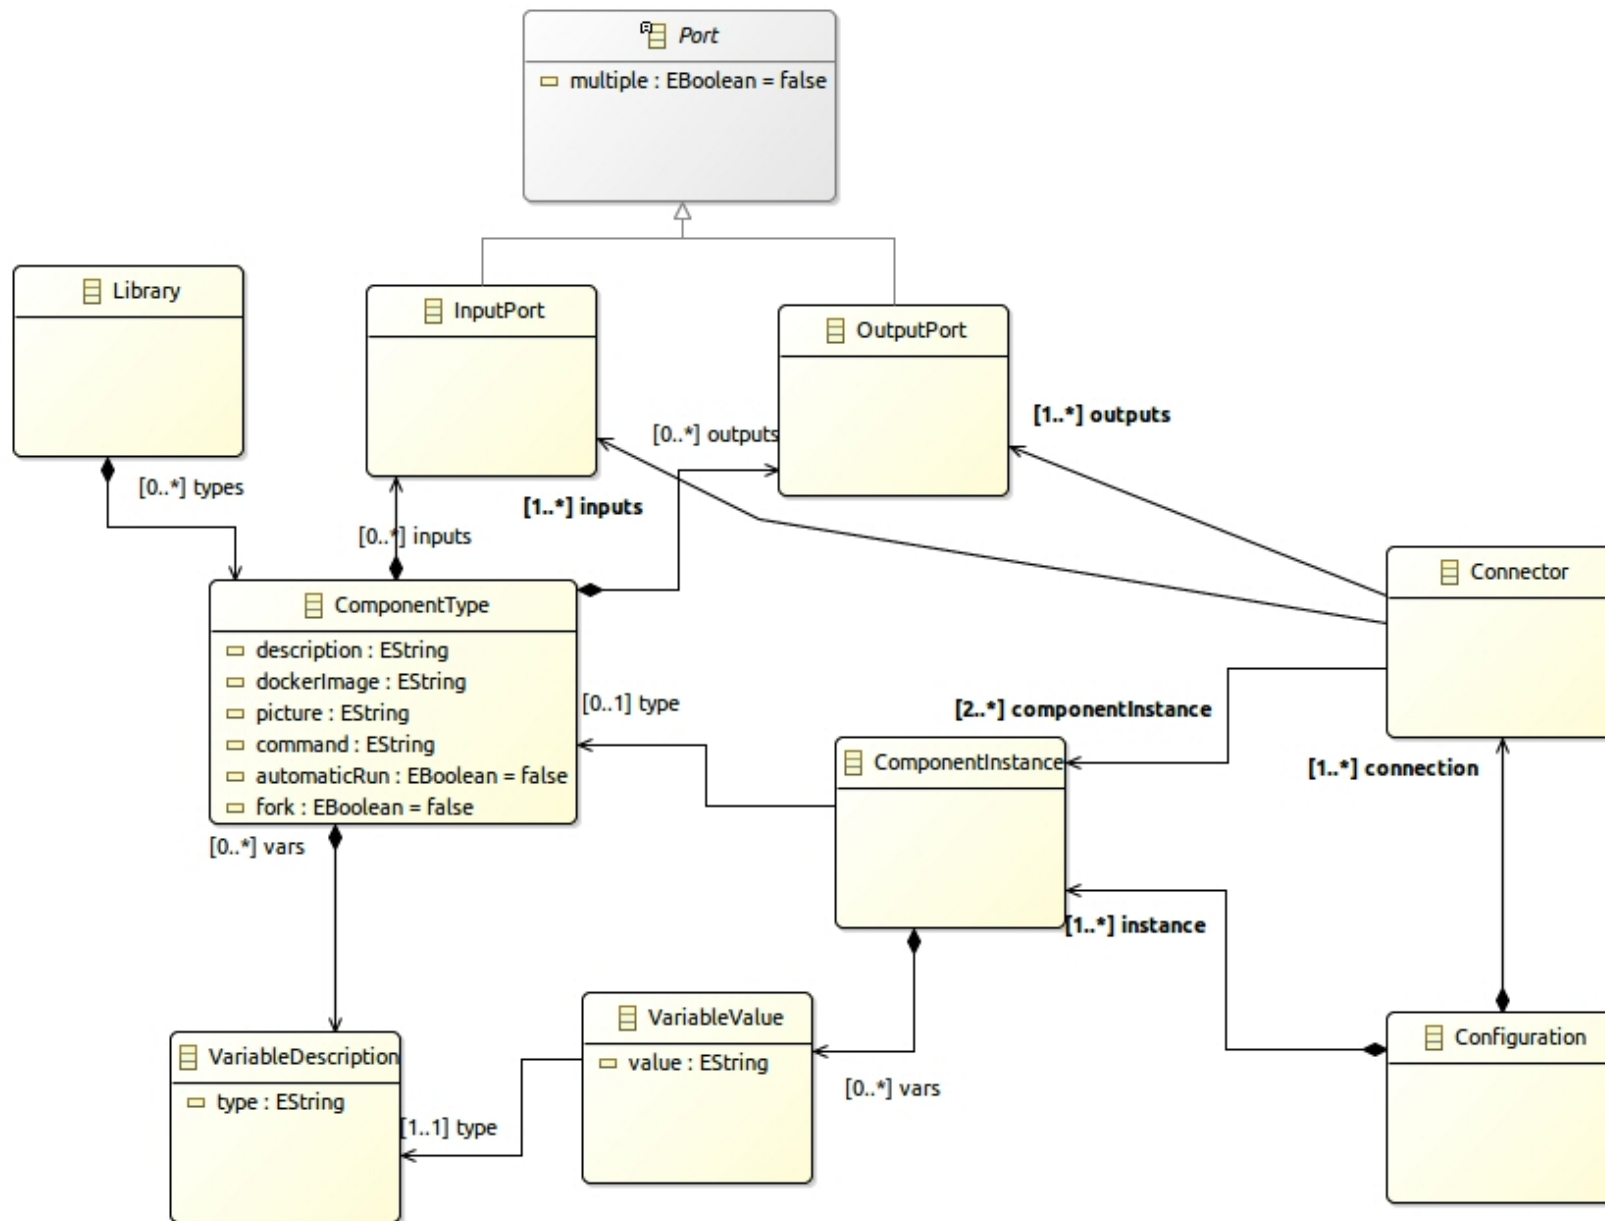 Port
multiple : EBoolean = false
Library
InputPort
OutputPort
[1..*] outputs
[0..*] outputs
[0..*] types
[1..*] inputs
[0..*] inputs
Connector
ComponentType
description : EString
dockerImage : EString
picture : EString
command : EString
automaticRun : EBoolean = false
fork : EBoolean = false
[0..1] type
[2..*] componentInstance
ComponentInstance
[1..*] connection
[0..*] vars
[1..*] instance
VariableValue
value : EString
Configuration
VariableDescription
type : EString
[0..*] vars
[1..1] type